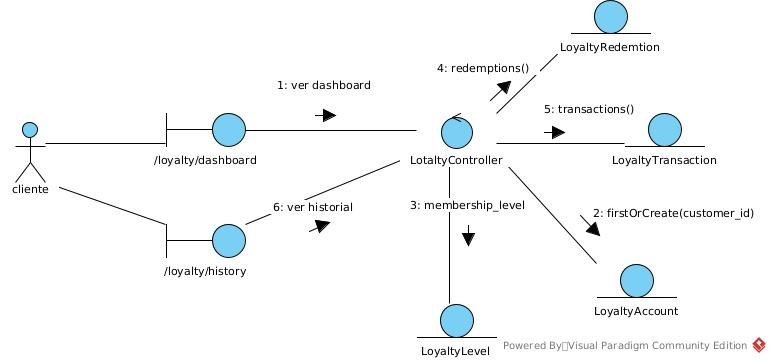 LoyaltyRedemtion
4: redemptions()
1: ver dashboard
5: transactions()
/loyalty/dashboard
LotaltyController
LoyaltyTransaction
cliente
6: ver historial
3: membership_level
2: firstOrCreate(customer_id)
/loyalty/history
LoyaltyAccount
LoyaltyLevel
Powered By Visual Paradigm Community Edition